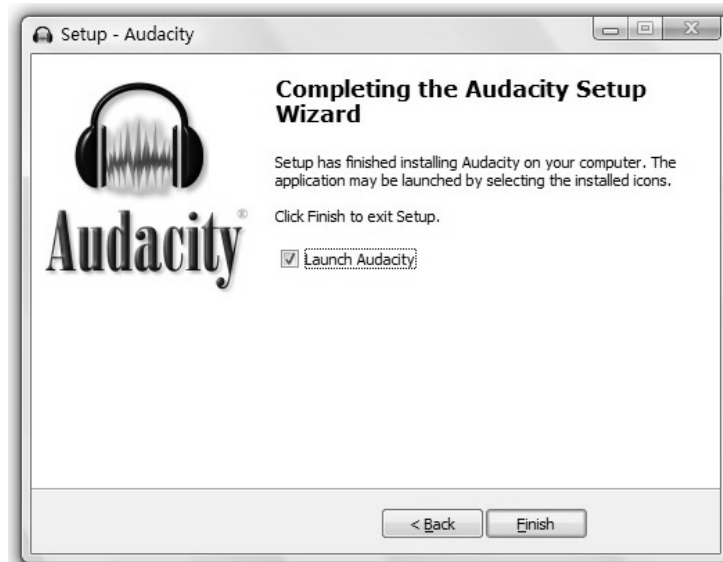 Setup - Audacity
Completing the Audacity Setup
Wizard
Setup has finished installing Audacity on your computer. The
application may be launched by selecting the installed icons.
Click Finish to exit Setup.
Audacity®
Launch Audacity
< Back
Finish